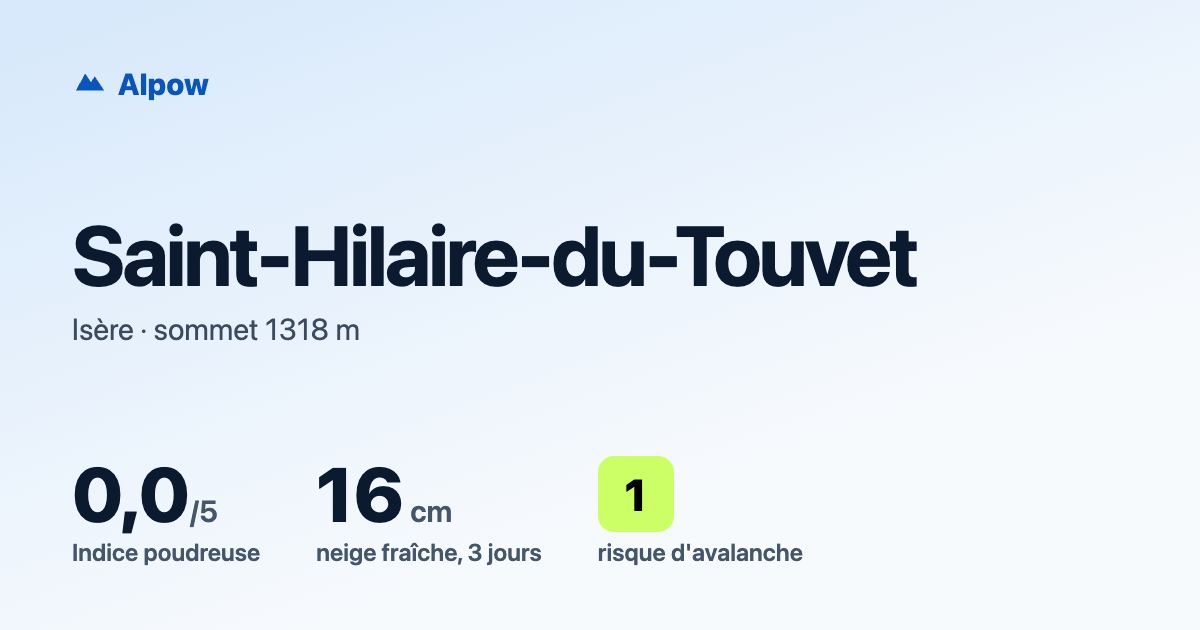 Alpow
Saint-Hilaire-du-Touvet
Isère · sommet 1318 m
0,0/5
Indice poudreuse
16 cm
neige fraîche, 3 jours
1
risque d'avalanche